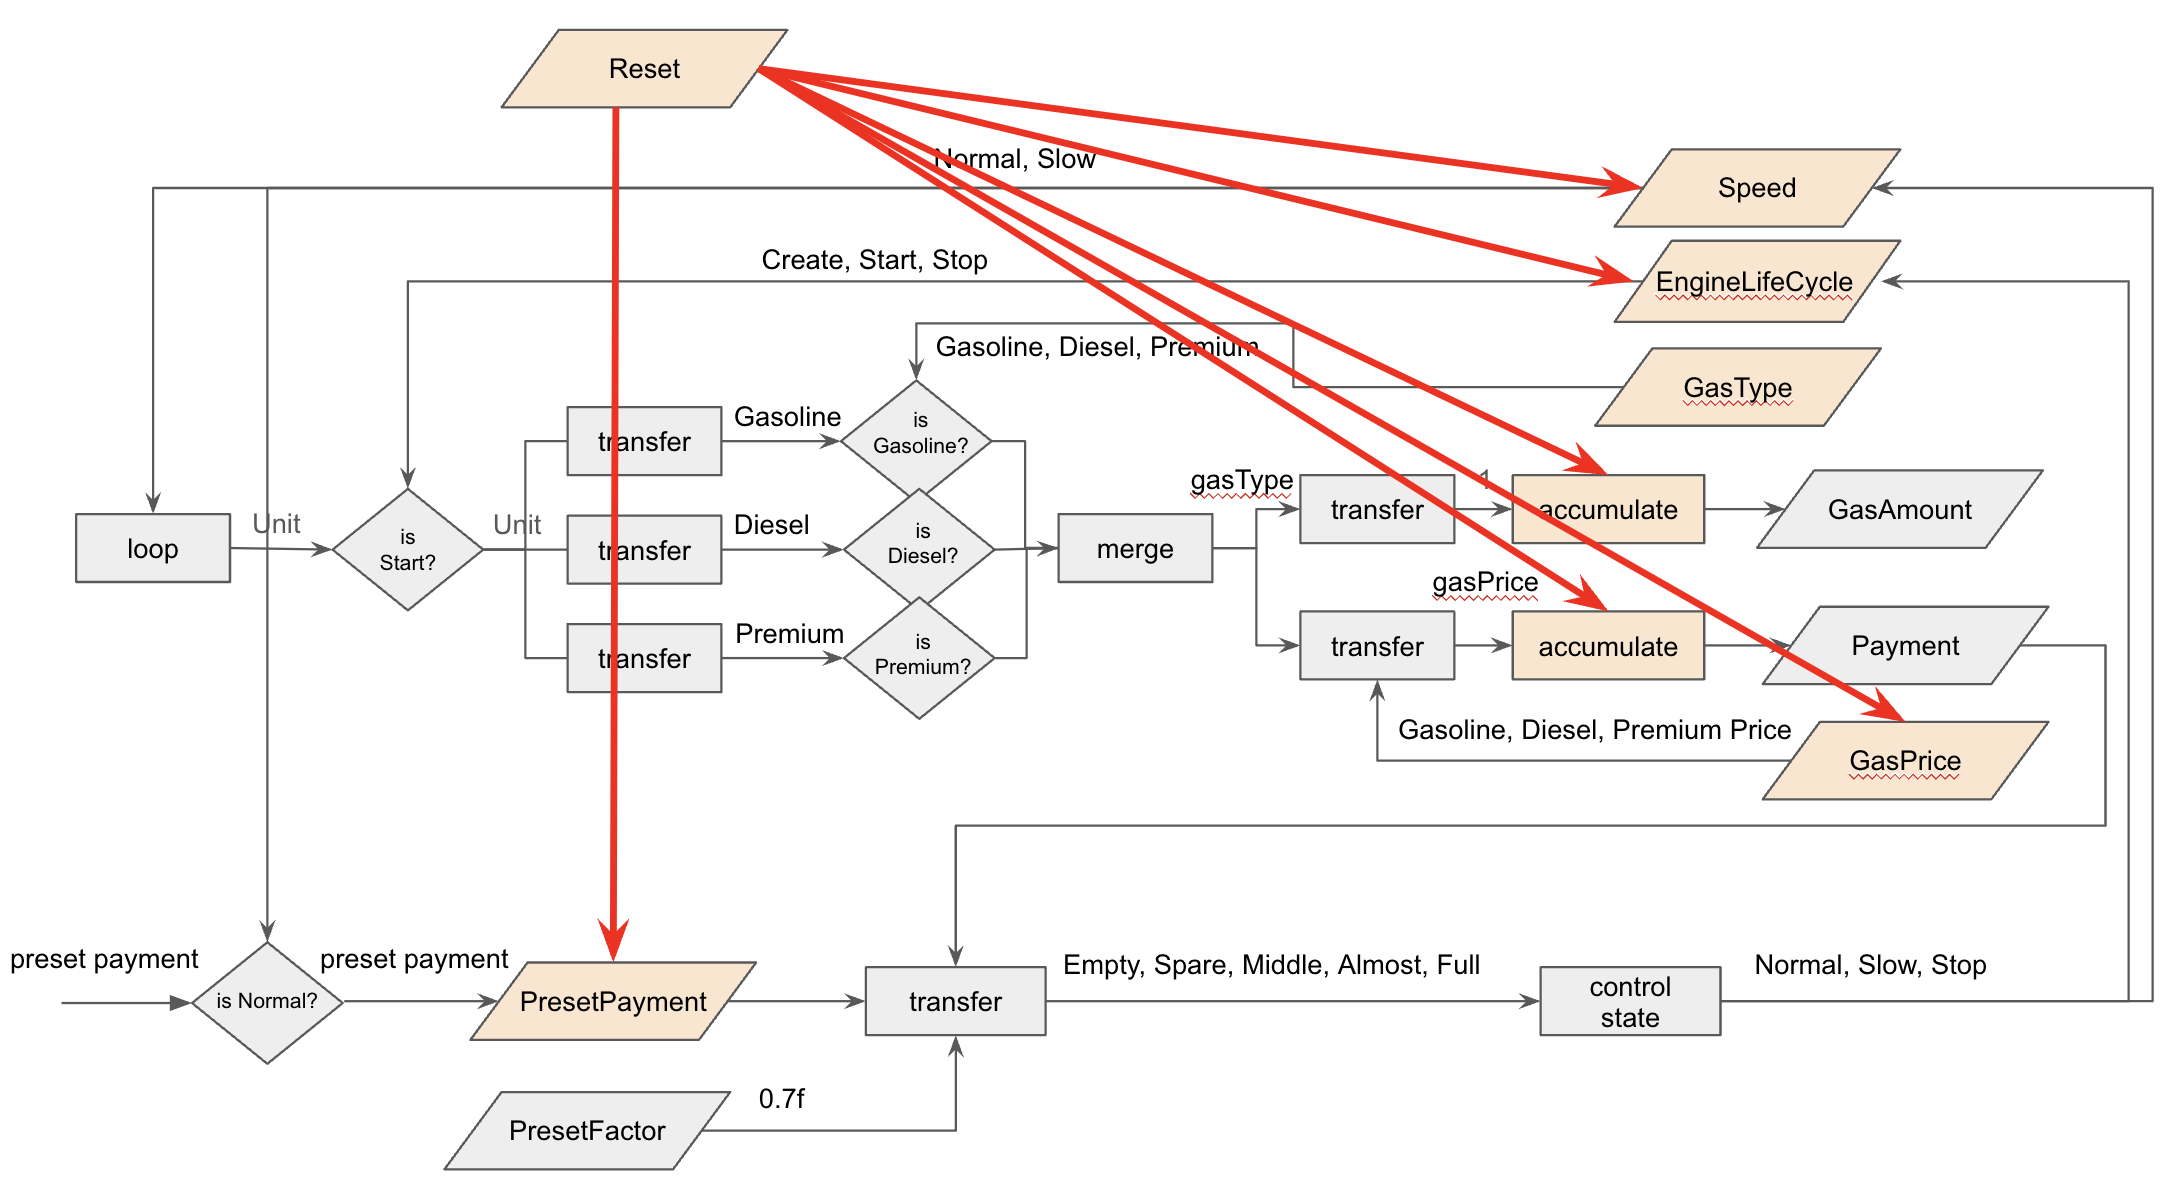 Reset
Normal, Slow
Speed
Create, Start, Stop
EngineLifeCycle
Gasoline, Diesel, Premium
GasType
transfer
Gasoline
is
Gasoline?
gasType
transfer
1
accumulate
GasAmount
loop
Unit
is
Start?
Unit
transfer
Diesel
is
Diesel?
merge
gasPrice
transfer
Premium
is
Premium?
transfer
accumulate
Payment
Gasoline, Diesel, Premium Price
GasPrice
preset payment
is Normal?
preset payment
PresetPayment
transfer
Empty, Spare, Middle, Almost, Full
control
state
Normal, Slow, Stop
PresetFactor
0.7f